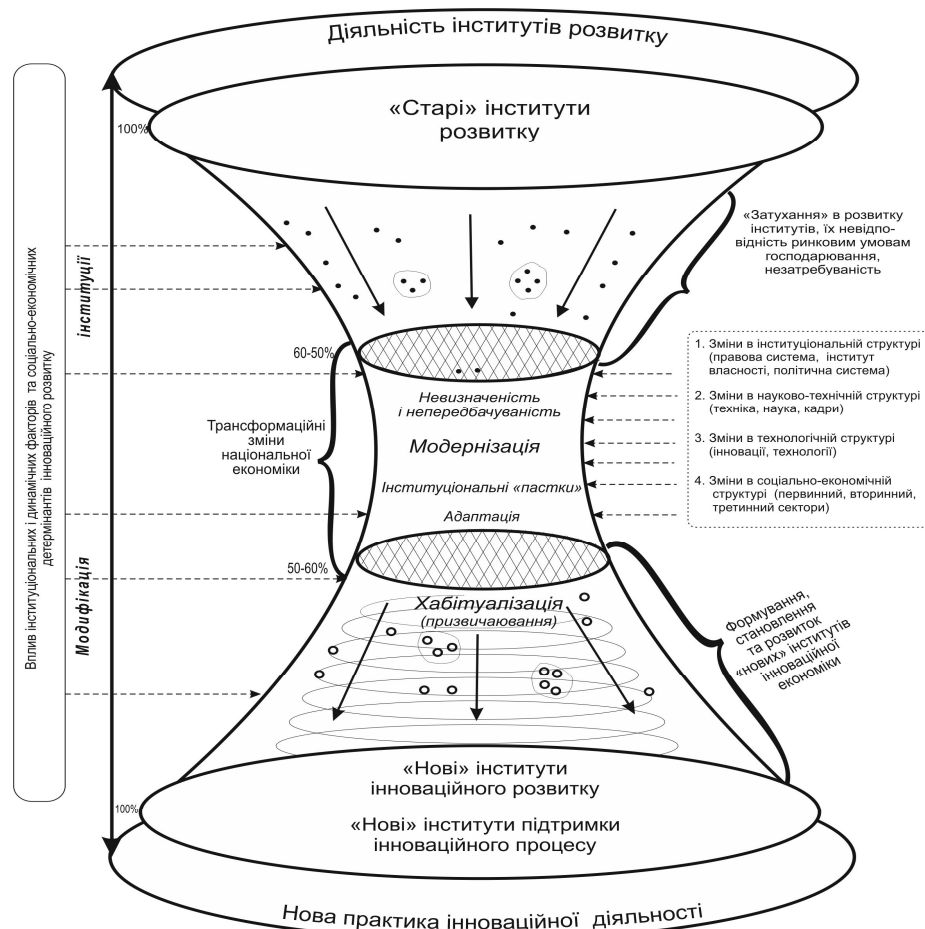 Діяльність інститутів розвитку
«Старі» інститути
розвитку
100%
«Затухання» в розвитку
інститутів, їх невідпо-
відність ринковим умовам
господарювання,
незатребуваність
Вплив інституціональних і динамічних факторів та соціально-економічних
детермінант інноваційного розвитку
інституції
Модифікація
60-50%
Трансформаційні
зміни
національної
економіки
Невизначеність
і непередбачуваність
Модернізація
Інституціональні «пастки»
Адаптація
1. Зміни в інституціональній структурі
(правова система, інститут
власності, політична система)
2. Зміни в науково-технічній структурі
(техніка, наука, кадри)
3. Зміни в технологічній структурі
(інновації, технології)
4. Зміни в соціально-економічній
структурі (первинний, вторинний,
третинний сектори)
50-60%
Хабітуалізація
(призвичаювання)
Формування,
становлення
та розвиток
«нових» інститутів
інноваційної
економіки
«Нові» інститути
інноваційного розвитку
100%
«Нові» інститути підтримки
інноваційного процесу
Нова практика інноваційної діяльності